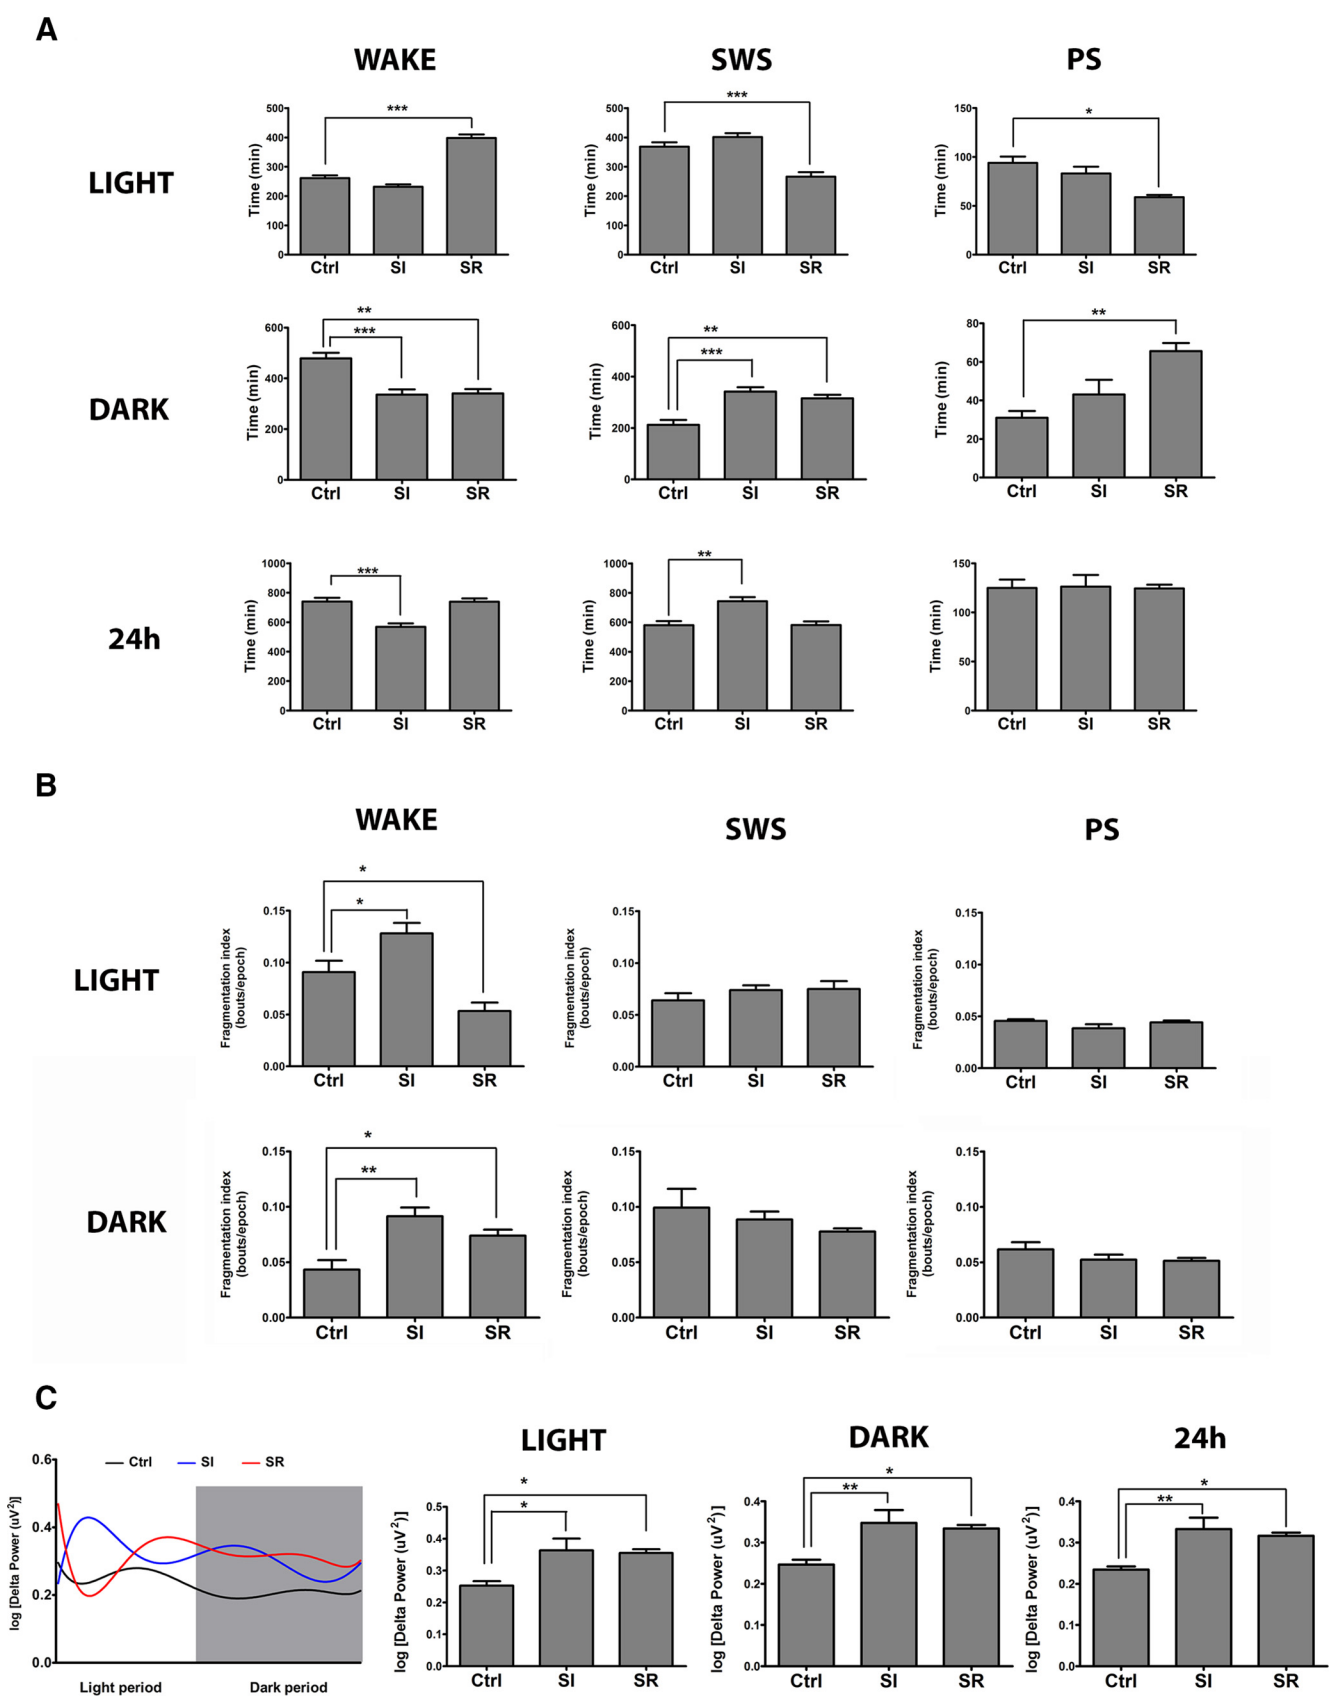 A
WAKE
SWS
PS
LIGHT
Time (min)
500
400
300
200
100
0
***
Ctrl
SI
SR
Time (min)
500
400
300
200
100
0
***
Ctrl
SI
SR
Time (min)
150
100
50
0
*
Ctrl
SI
SR
DARK
Time (min)
600
400
200
0
**
***
Ctrl
SI
SR
Time (min)
600
400
200
0
**
***
Ctrl
SI
SR
Time (min)
80
60
40
20
0
**
Ctrl
SI
SR
24h
Time (min)
1000
800
600
400
200
0
***
Ctrl
SI
SR
Time (min)
1000
800
600
400
200
0
**
Ctrl
SI
SR
Time (min)
150
100
50
0
Ctrl
SI
SR
B
WAKE
SWS
PS
LIGHT
Fragmentation index
(bouts/epoch)
0.15
0.10
0.05
0.00
*
*
Ctrl
SI
SR
Fragmentation index
(bouts/epoch)
0.15
0.10
0.05
0.00
Ctrl
SI
SR
Fragmentation index
(bouts/epoch)
0.15
0.10
0.05
0.00
Ctrl
SI
SR
DARK
Fragmentation index
(bouts/epoch)
0.15
0.10
0.05
0.00
*
**
Ctrl
SI
SR
Fragmentation index
(bouts/epoch)
0.15
0.10
0.05
0.00
Ctrl
SI
SR
Fragmentation index
(bouts/epoch)
0.15
0.10
0.05
0.00
Ctrl
SI
SR
C
log [Delta Power (uV²)]
0.6
0.4
0.2
0.0
Ctrl
SI
SR
Light period
Dark period
LIGHT
log [Delta Power (uV²)]
0.5
0.4
0.3
0.2
0.1
0.0
*
*
Ctrl
SI
SR
DARK
log [Delta Power (uV²)]
0.4
0.3
0.2
0.1
0.0
*
**
Ctrl
SI
SR
24h
log [Delta Power (uV²)]
0.4
0.3
0.2
0.1
0.0
*
**
Ctrl
SI
SR